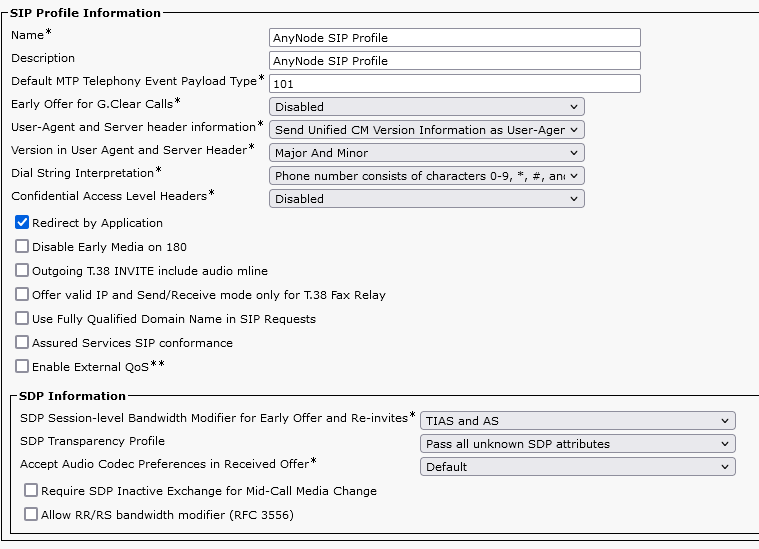 SIP Profile Information
Name* AnyNode SIP Profile
Description AnyNode SIP Profile
Default MTP Telephony Event Payload Type* 101
Early Offer for G.Clear Calls* Disabled
User-Agent and Server header information* Send Unified CM Version Information as User-Ager
Version in User Agent and Server Header* Major And Minor
Dial String Interpretation* Phone number consists of characters 0-9, *, #, and
Confidential Access Level Headers* Disabled
Redirect by Application
Disable Early Media on 180
Outgoing T.38 INVITE include audio mline
Offer valid IP and Send/Receive mode only for T.38 Fax Relay
Use Fully Qualified Domain Name in SIP Requests
Assured Services SIP conformance
Enable External QoS**
SDP Information
SDP Session-level Bandwidth Modifier for Early Offer and Re-invites* TIAS and AS
SDP Transparency Profile Pass all unknown SDP attributes
Accept Audio Codec Preferences in Received Offer* Default
Require SDP Inactive Exchange for Mid-Call Media Change
Allow RR/RS bandwidth modifier (RFC 3556)